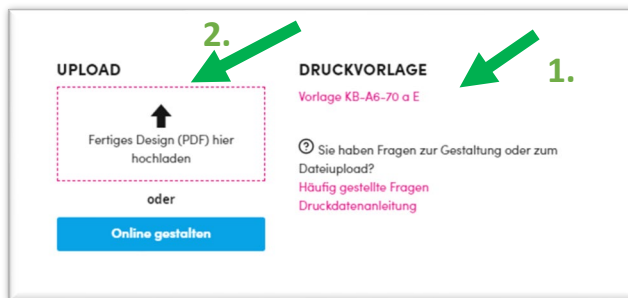 2.
1.
UPLOAD
Fertiges Design (PDF) hier
hochladen
oder
Online gestalten
DRUCKVORLAGE
Vorlage KB-A6-70 a E
? Sie haben Fragen zur Gestaltung oder zum
Dateiupload?
Häufig gestellte Fragen
Druckdatenanleitung